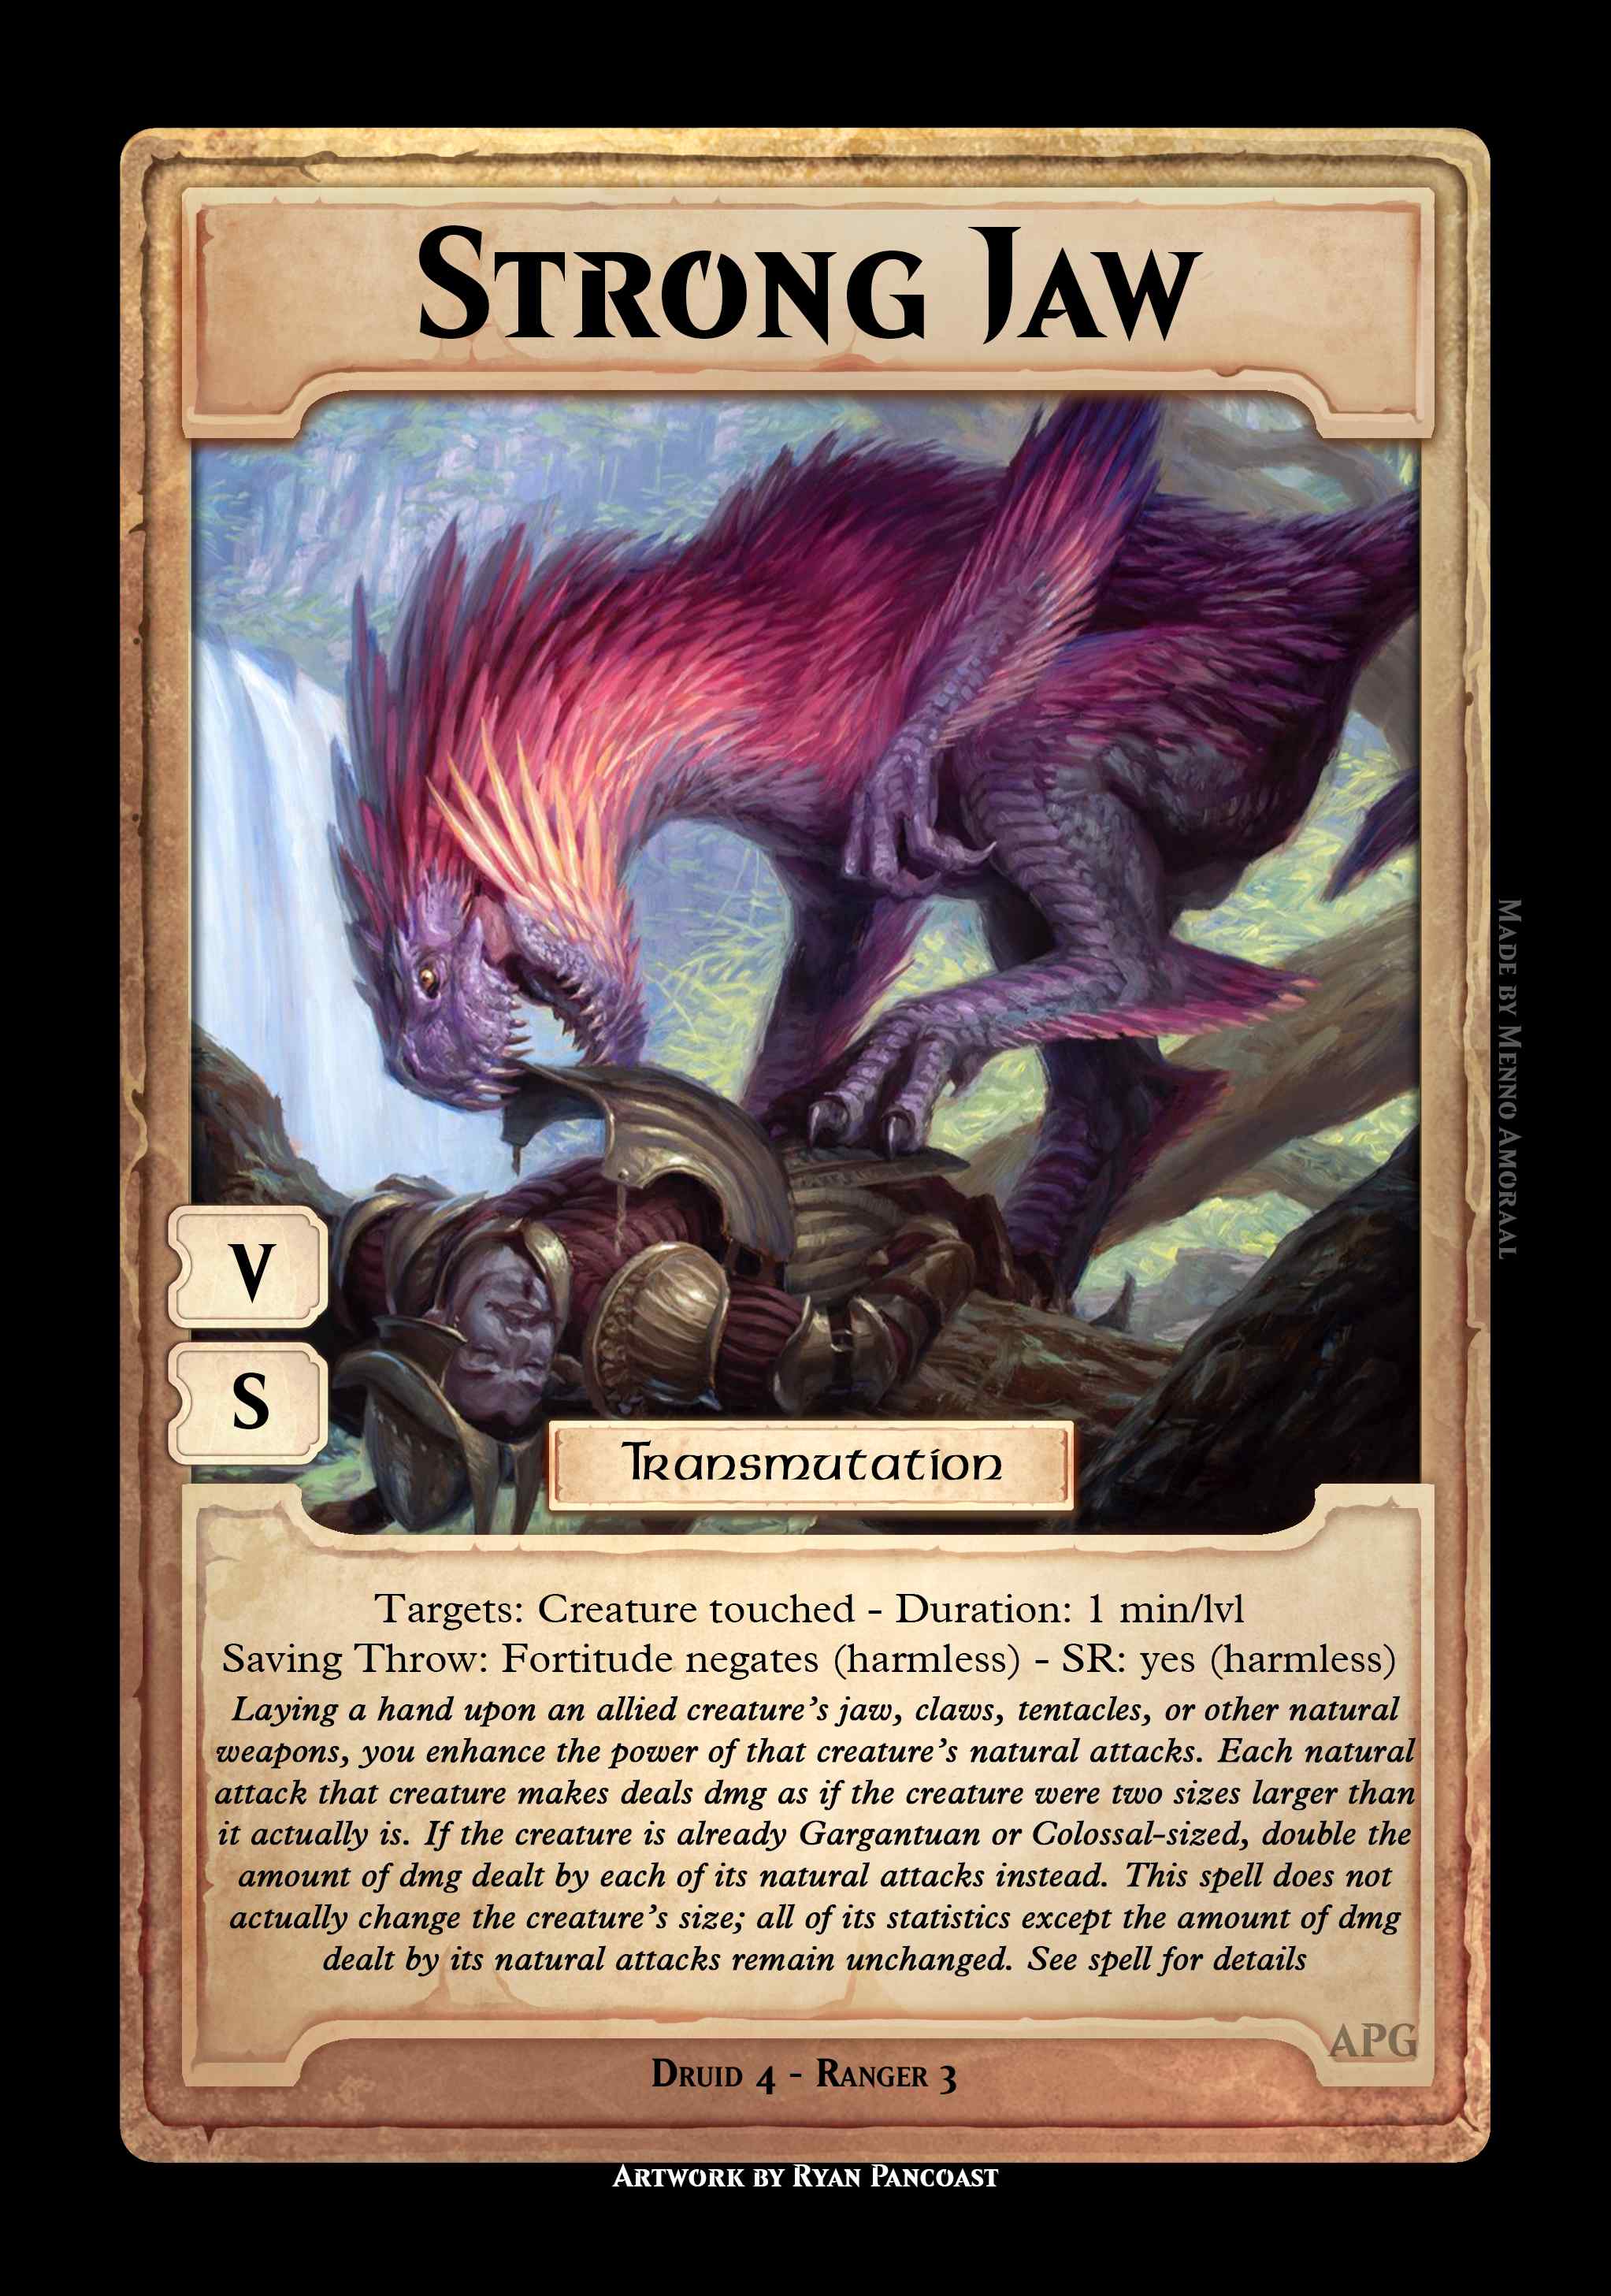 Strong Jaw
V
S
Transmutation
Targets: Creature touched - Duration: 1 min/lvl
Saving Throw: Fortitude negates (harmless) - SR: yes (harmless)
Laying a hand upon an allied creature's jaw, claws, tentacles, or other natural
weapons, you enhance the power of that creature's natural attacks. Each natural
attack that creature makes deals dmg as if the creature were two sizes larger than
it actually is. If the creature is already Gargantuan or Colossal-sized, double the
amount of dmg dealt by each of its natural attacks instead. This spell does not
actually change the creature's size; all of its statistics except the amount of dmg
dealt by its natural attacks remain unchanged. See spell for details
APG
Druid 4 - Ranger 3
Artwork by Ryan Pancoast
Made by Menno Amoraal